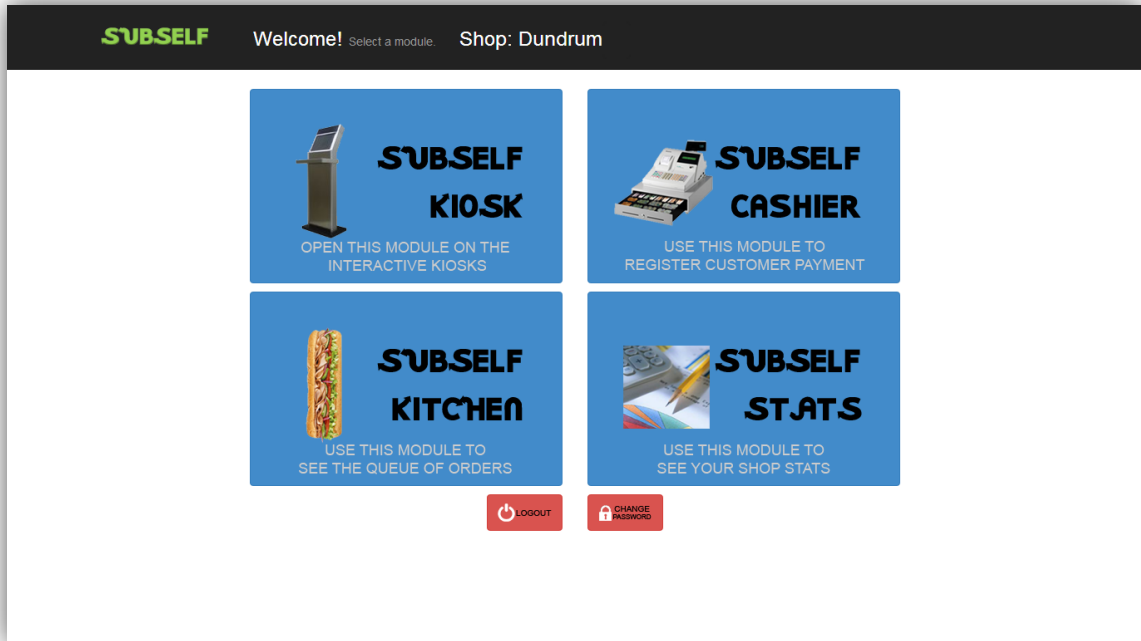 SUBSELF Welcome! Select a module. Shop: Dundrum
SUBSELF
KIOSK
OPEN THIS MODULE ON THE
INTERACTIVE KIOSKS
SUBSELF
CASHIER
USE THIS MODULE TO
REGISTER CUSTOMER PAYMENT
SUBSELF
KITCHEN
USE THIS MODULE TO
SEE THE QUEUE OF ORDERS
SUBSELF
STATS
USE THIS MODULE TO
SEE YOUR SHOP STATS
LOGOUT
CHANGE
PASSWORD